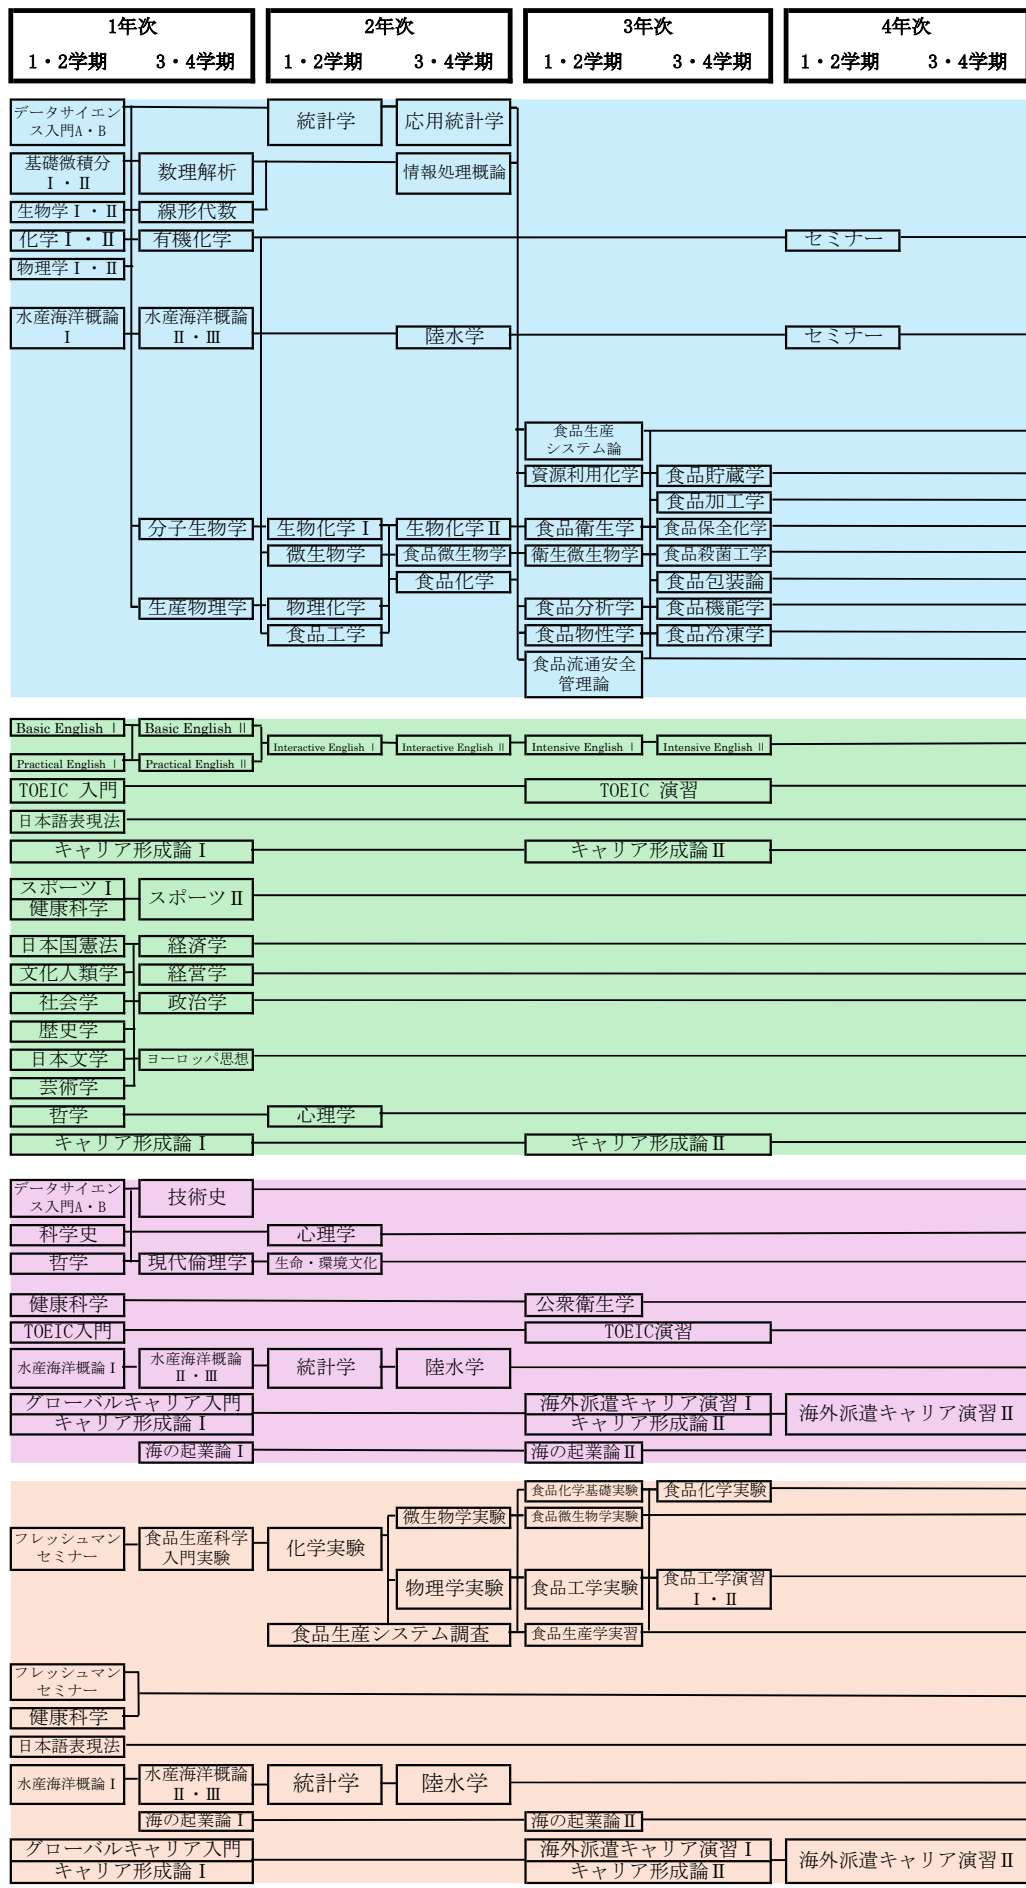 1年次 2年次 3年次 4年次
1・2学期 3・4学期 1・2学期 3・4学期 1・2学期 3・4学期 1・2学期 3・4学期
データサイエン
ス入門A・B
統計学
応用統計学
基礎微積分
Ⅰ・Ⅱ
数理解析
情報処理概論
生物学Ⅰ・Ⅱ
線形代数
化学Ⅰ・Ⅱ
有機化学
セミナー
物理学Ⅰ・Ⅱ
水産海洋概論
Ⅰ
水産海洋概論
Ⅱ・Ⅲ
陸水学
セミナー
食品生産
システム論
資源利用化学
食品貯蔵学
食品加工学
分子生物学
生物化学Ⅰ
生物化学Ⅱ
食品衛生学
食品保全化学
微生物学
食品微生物学
衛生微生物学
食品殺菌工学
食品化学
食品包装論
生産物理学
物理化学
食品分析学
食品機能学
食品工学
食品物性学
食品冷凍学
食品流通安全
管理論
Basic English Ⅰ
Basic English Ⅱ
Interactive English Ⅰ
Interactive English Ⅱ
Intensive English Ⅰ
Intensive English Ⅱ
Practical English Ⅰ
Practical English Ⅱ
TOEIC 入門
TOEIC 演習
日本語表現法
キャリア形成論Ⅰ
キャリア形成論Ⅱ
スポーツⅠ
健康科学
スポーツⅡ
日本国憲法
経済学
文化人類学
経営学
社会学
政治学
歴史学
日本文学
ヨーロッパ思想
芸術学
哲学
心理学
キャリア形成論Ⅰ
キャリア形成論Ⅱ
データサイエン
ス入門A・B
技術史
科学史
心理学
哲学
現代倫理学
生命・環境文化
健康科学
公衆衛生学
TOEIC入門
TOEIC演習
水産海洋概論Ⅰ
水産海洋概論
Ⅱ・Ⅲ
統計学
陸水学
グローバルキャリア入門
キャリア形成論Ⅰ
海外派遣キャリア演習Ⅰ
キャリア形成論Ⅱ
海外派遣キャリア演習Ⅱ
海の起業論Ⅰ
海の起業論Ⅱ
食品化学基礎実験
食品化学実験
微生物学実験
食品微生物学実験
フレッシュマン
セミナー
食品生産科学
入門実験
化学実験
物理学実験
食品工学実験
食品工学演習
Ⅰ・Ⅱ
食品生産システム調査
食品生産学実習
フレッシュマン
セミナー
健康科学
日本語表現法
水産海洋概論Ⅰ
水産海洋概論
Ⅱ・Ⅲ
統計学
陸水学
海の起業論Ⅰ
海の起業論Ⅱ
グローバルキャリア入門
キャリア形成論Ⅰ
海外派遣キャリア演習Ⅰ
キャリア形成論Ⅱ
海外派遣キャリア演習Ⅱ